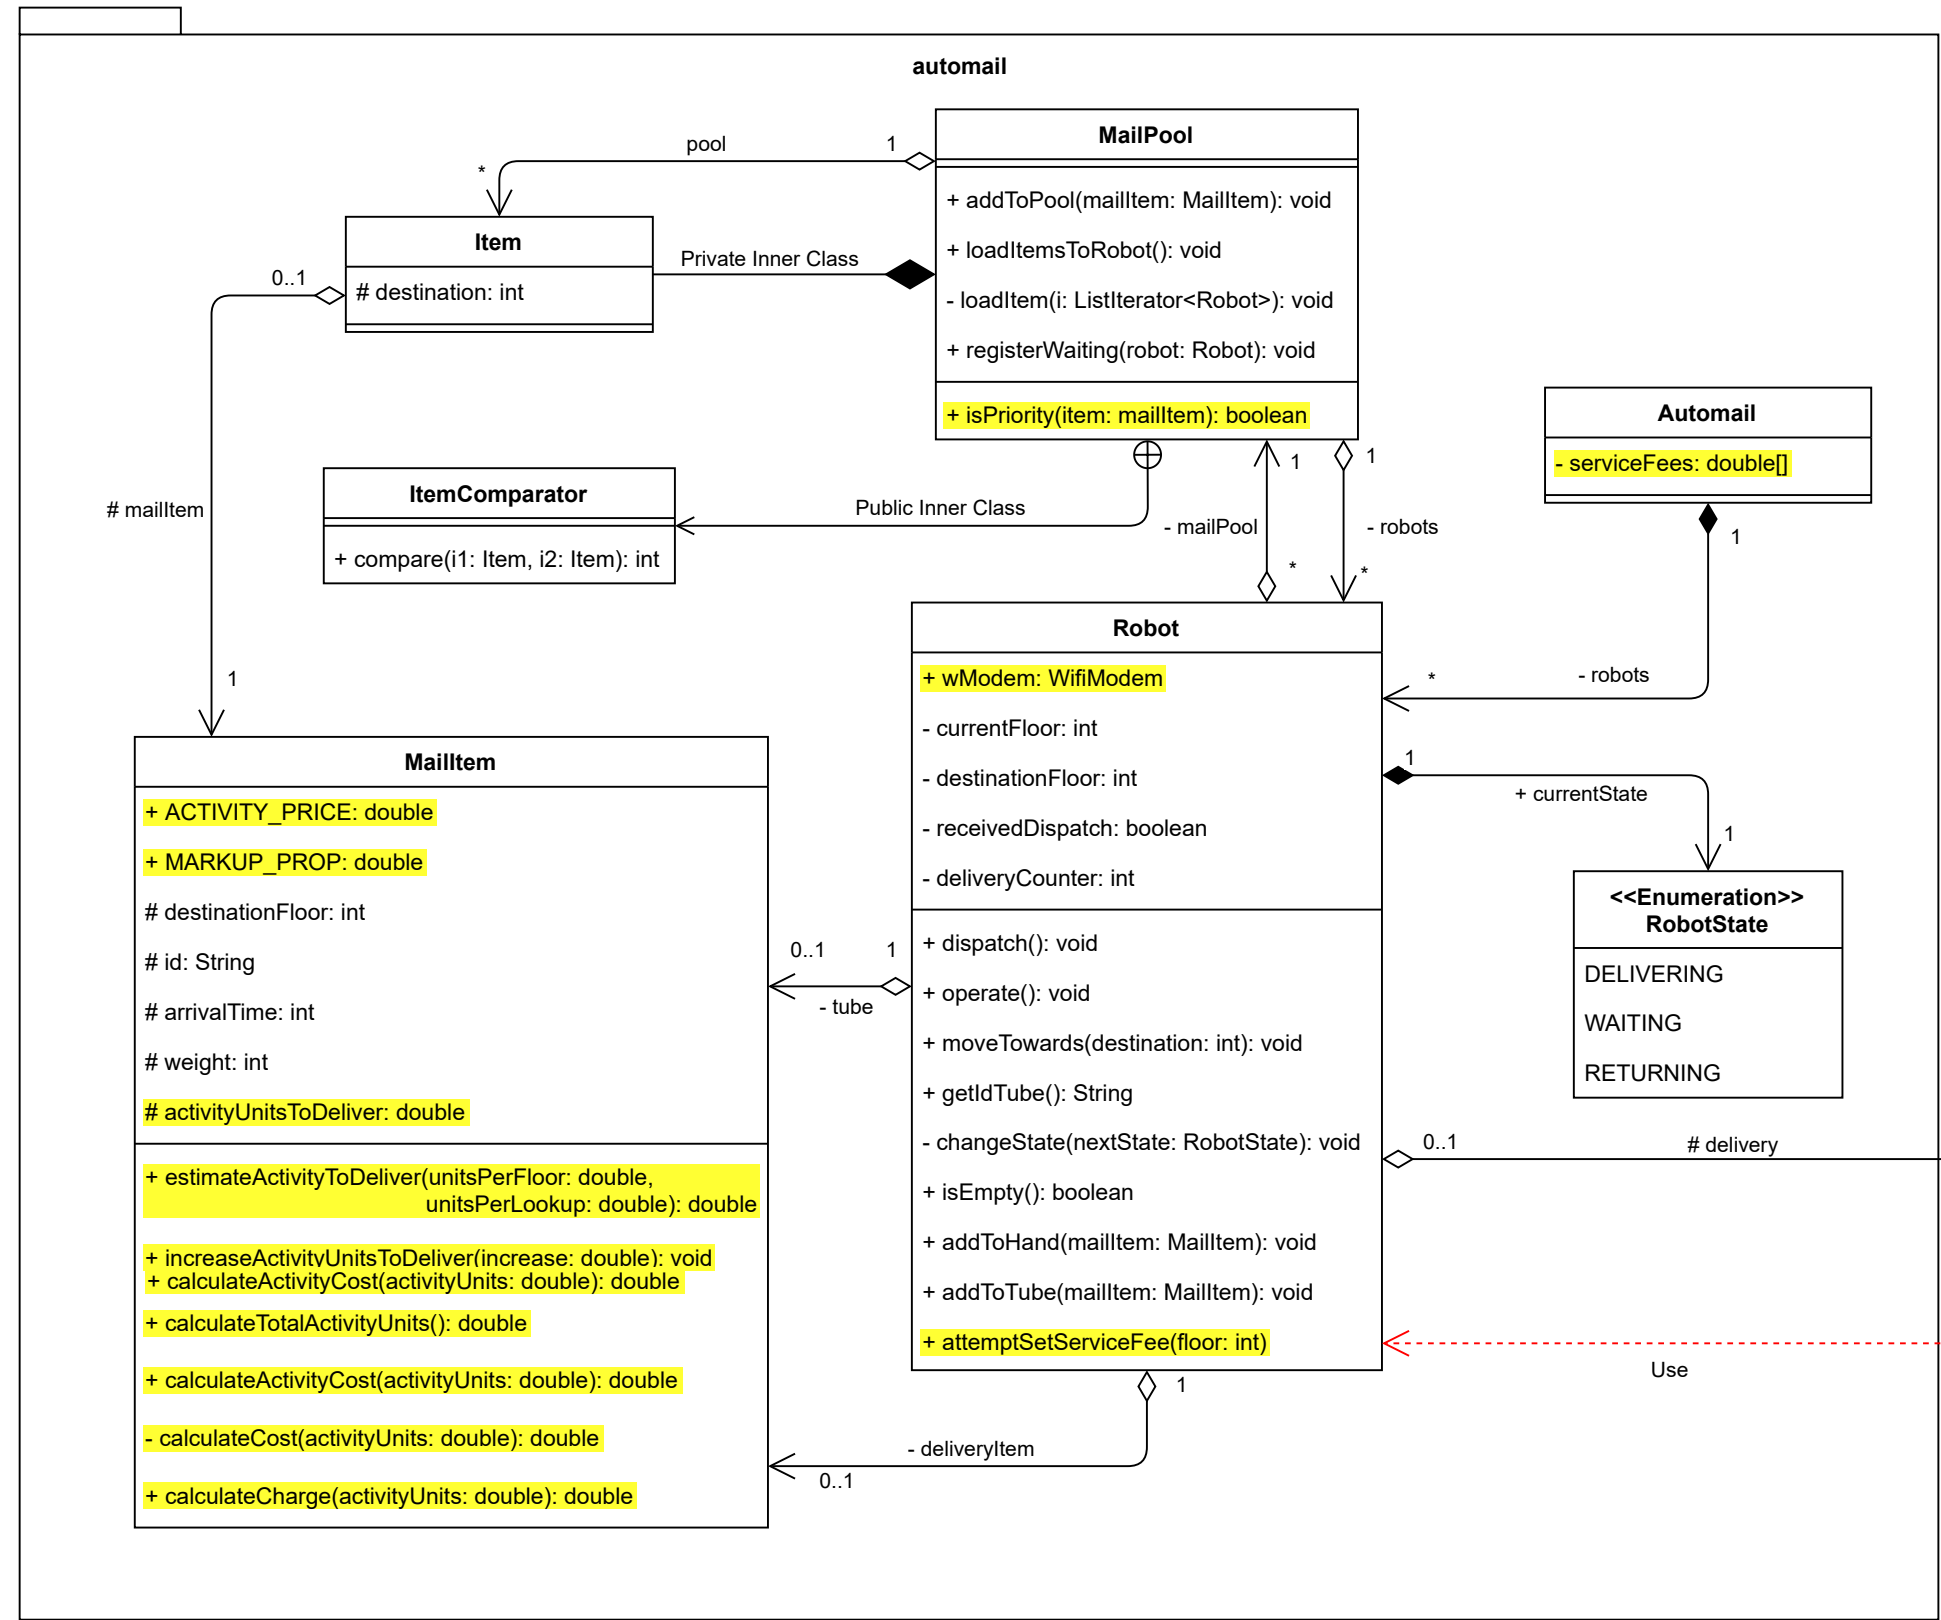 automail
MailPool
+ addToPool(mailItem: MailItem): void
+ loadItemsToRobot(): void
- loadItem(i: ListIterator<Robot>): void
+ registerWaiting(robot: Robot): void
+ isPriority(item: mailItem): boolean
pool
1
*
Item
# destination: int
Private Inner Class
0..1
# mailItem
1
ItemComparator
+ compare(i1: Item, i2: Item): int
Public Inner Class
1
- mailPool
*
1
- robots
*
Automail
- serviceFees: double[]
1
- robots
*
Robot
+ wModem: WifiModem
- currentFloor: int
- destinationFloor: int
- receivedDispatch: boolean
- deliveryCounter: int
+ dispatch(): void
+ operate(): void
+ moveTowards(destination: int): void
+ getIdTube(): String
- changeState(nextState: RobotState): void
+ isEmpty(): boolean
+ addToHand(mailItem: MailItem): void
+ addToTube(mailItem: MailItem): void
+ attemptSetServiceFee(floor: int)
1
+ currentState
1
<<Enumeration>>
RobotState
DELIVERING
WAITING
RETURNING
0..1
# delivery
Use
MailItem
+ ACTIVITY_PRICE: double
+ MARKUP_PROP: double
# destinationFloor: int
# id: String
# arrivalTime: int
# weight: int
# activityUnitsToDeliver: double
+ estimateActivityToDeliver(unitsPerFloor: double,
unitsPerLookup: double): double
+ increaseActivityUnitsToDeliver(increase: double): void
+ calculateActivityCost(activityUnits: double): double
+ calculateTotalActivityUnits(): double
+ calculateActivityCost(activityUnits: double): double
- calculateCost(activityUnits: double): double
+ calculateCharge(activityUnits: double): double
0..1
1
- tube
1
- deliveryItem
0..1